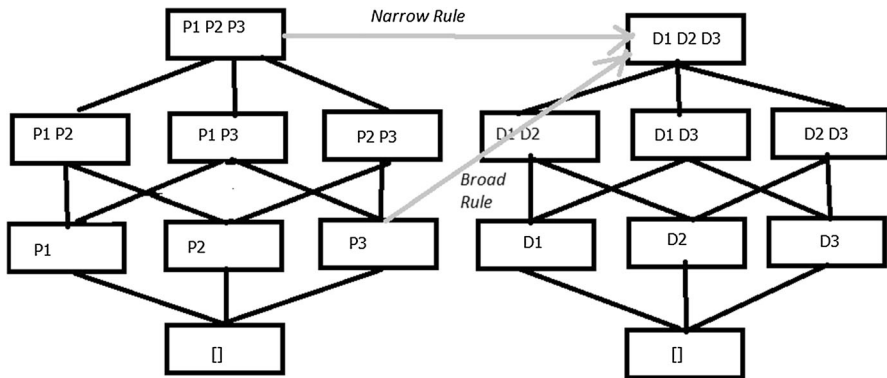 Narrow Rule
P1 P2 P3
D1 D2 D3
P1 P2
P1 P3
P2 P3
D1 D2
D1 D3
D2 D3
Broad
Rule
P1
P2
P3
D1
D2
D3
[]
[]